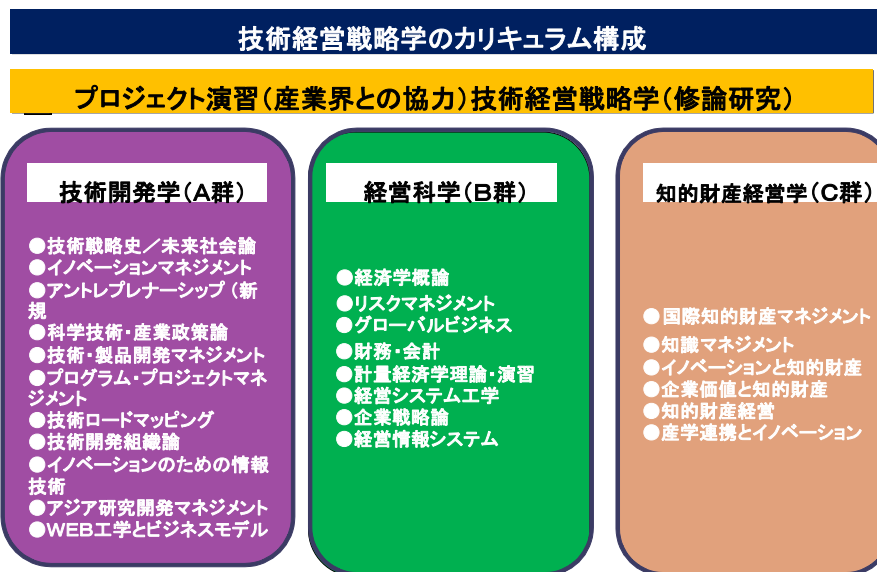 技術経営戦略学のカリキュラム構成
プロジェクト演習(産業界との協力)技術経営戦略学(修論研究)
技術開発学(A群)
●技術戦略史/未来社会論
●イノベーションマネジメント
●アントレプレナーシップ(新
規
●科学技術・産業政策論
●技術・製品開発マネジメント
●プログラム・プロジェクトマネ
ジメント
●技術ロードマッピング
●技術開発組織論
●イノベーションのための情報
技術
●アジア研究開発マネジメント
●WEB工学とビジネスモデル
経営科学(B群)
●経済学概論
●リスクマネジメント
●グローバルビジネス
●財務・会計
●計量経済学理論・演習
●経営システム工学
●企業戦略論
●経営情報システム
知的財産経営学(C群)
●国際知的財産マネジメント
●知識マネジメント
●イノベーションと知的財産
●企業価値と知的財産
●知的財産経営
●産学連携とイノベーション